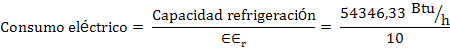 Consumo eléctrico = Capacidad refrigeración / ∈∈r = 54346,33 Btu/h / 10